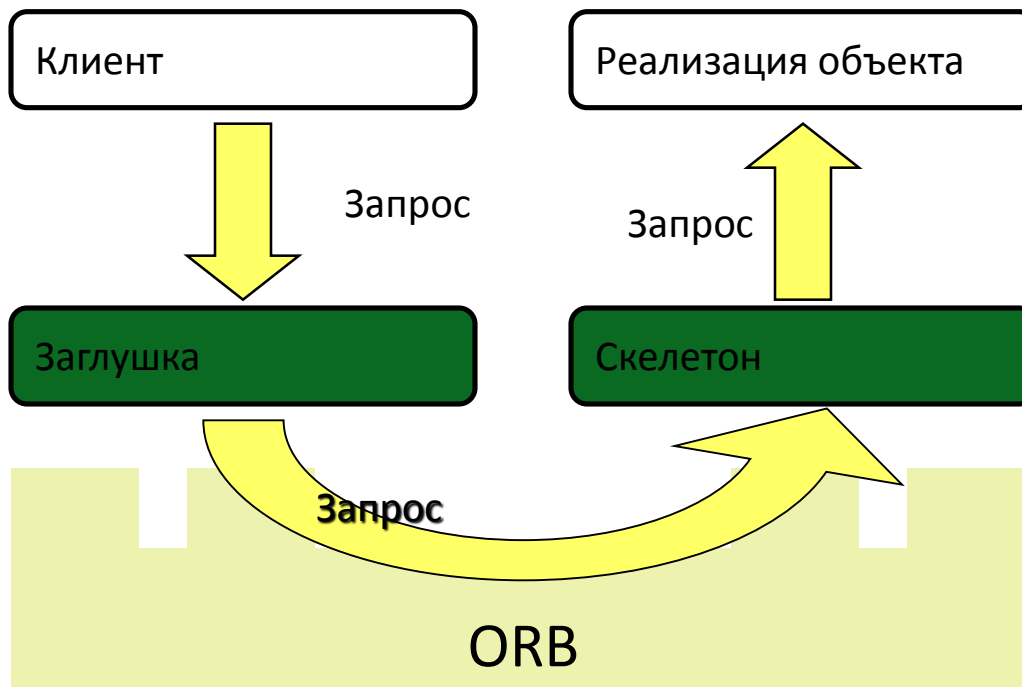 Клиент
Реализация объекта
Запрос
Запрос
Заглушка
Скелетон
Запрос
ORB